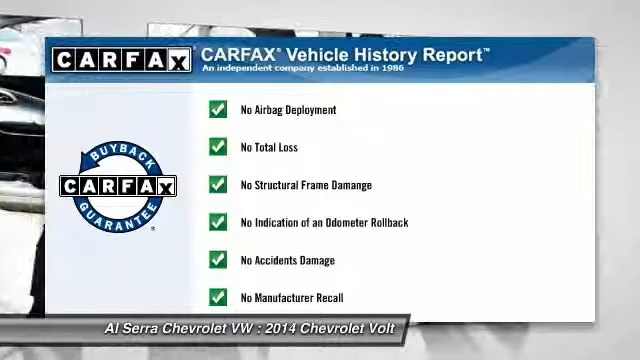 CARFAX CARFAX® Vehicle History Report™
An independent company established in 1986
No Airbag Deployment
No Total Loss
BUYBACK
CARFAX
GUARANTEE
®
No Structural Frame Damange
No Indication of an Odometer Rollback
No Accidents Damage
No Manufacturer Recall
Al Serra Chevrolet VW : 2014 Chevrolet Volt